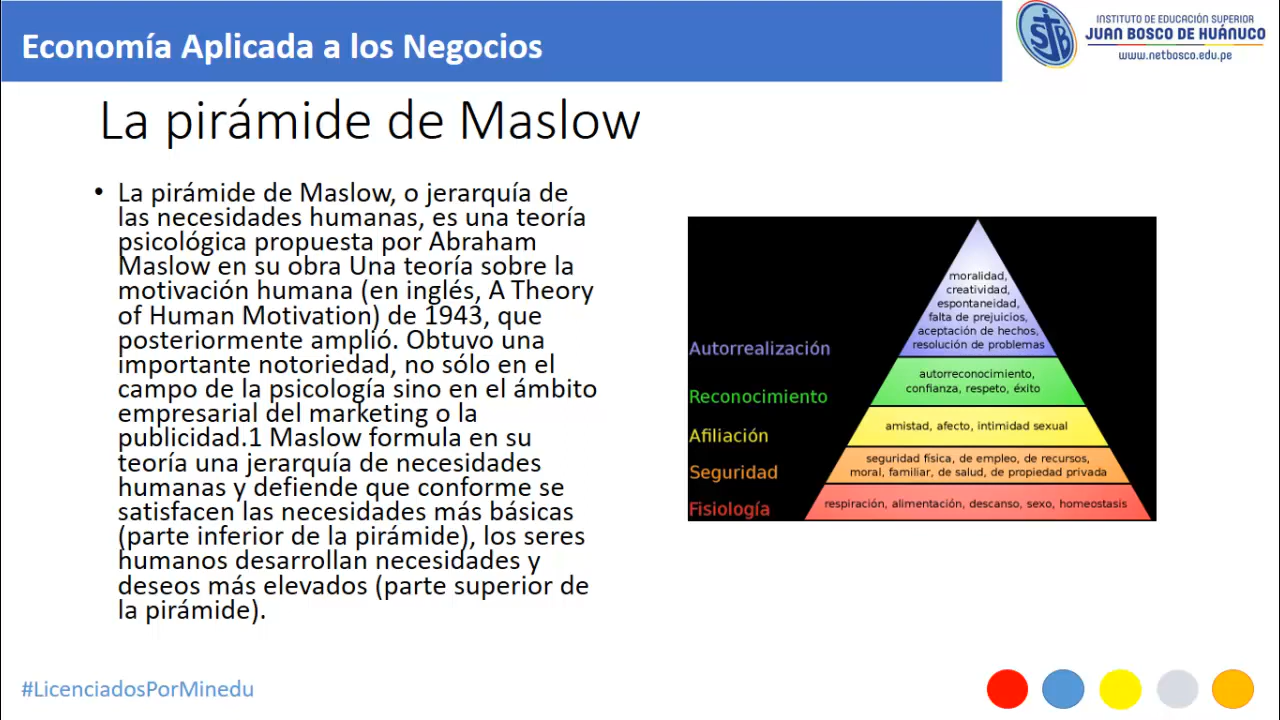 Economía Aplicada a los Negocios
INSTITUTO DE EDUCACIÓN SUPERIOR
JUAN BOSCO DE HUÁNUCO
www.netbosco.edu.pe
SJB
La pirámide de Maslow
• La pirámide de Maslow, o jerarquía de
las necesidades humanas, es una teoría
psicológica propuesta por Abraham
Maslow en su obra Una teoría sobre la
motivación humana (en inglés, A Theory
of Human Motivation) de 1943, que
posteriormente amplió. Obtuvo una
importante notoriedad, no sólo en el
campo de la psicología sino en el ámbito
empresarial del marketing o la
publicidad.1 Maslow formula en su
teoría una jerarquía de necesidades
humanas y defiende que conforme se
satisfacen las necesidades más básicas
(parte inferior de la pirámide), los seres
humanos desarrollan necesidades y
deseos más elevados (parte superior de
la pirámide).
moralidad,
creatividad,
espontaneidad,
falta de prejuicios,
aceptación de hechos,
resolución de problemas
Autorrealización
autorreconocimiento,
confianza, respeto, éxito
Reconocimiento
amistad, afecto, intimidad sexual
Afiliación
seguridad física, de empleo, de recursos,
moral, familiar, de salud, de propiedad privada
Seguridad
respiración, alimentación, descanso, sexo, homeostasis
Fisiología
#LicenciadosPorMinedu